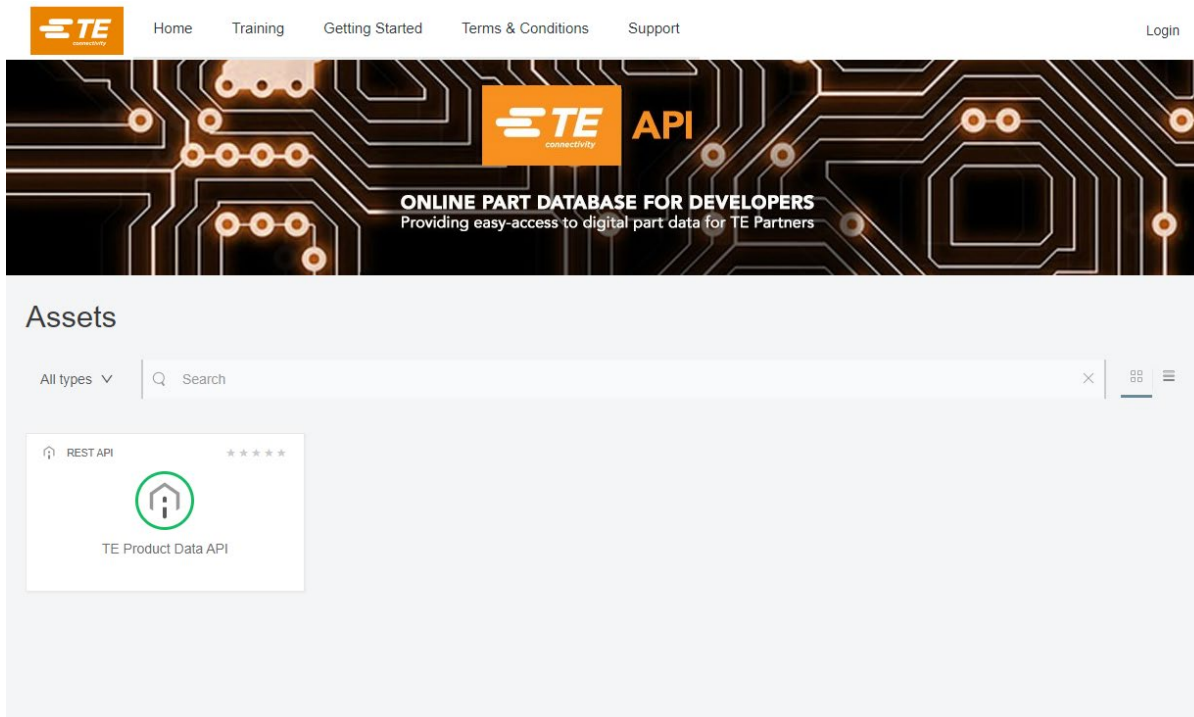 TE
connectivity
Home
Training
Getting Started
Terms & Conditions
Support
Login
TE
connectivity
API
ONLINE PART DATABASE FOR DEVELOPERS
Providing easy-access to digital part data for TE Partners
Assets
All types
Search
REST API
TE Product Data API